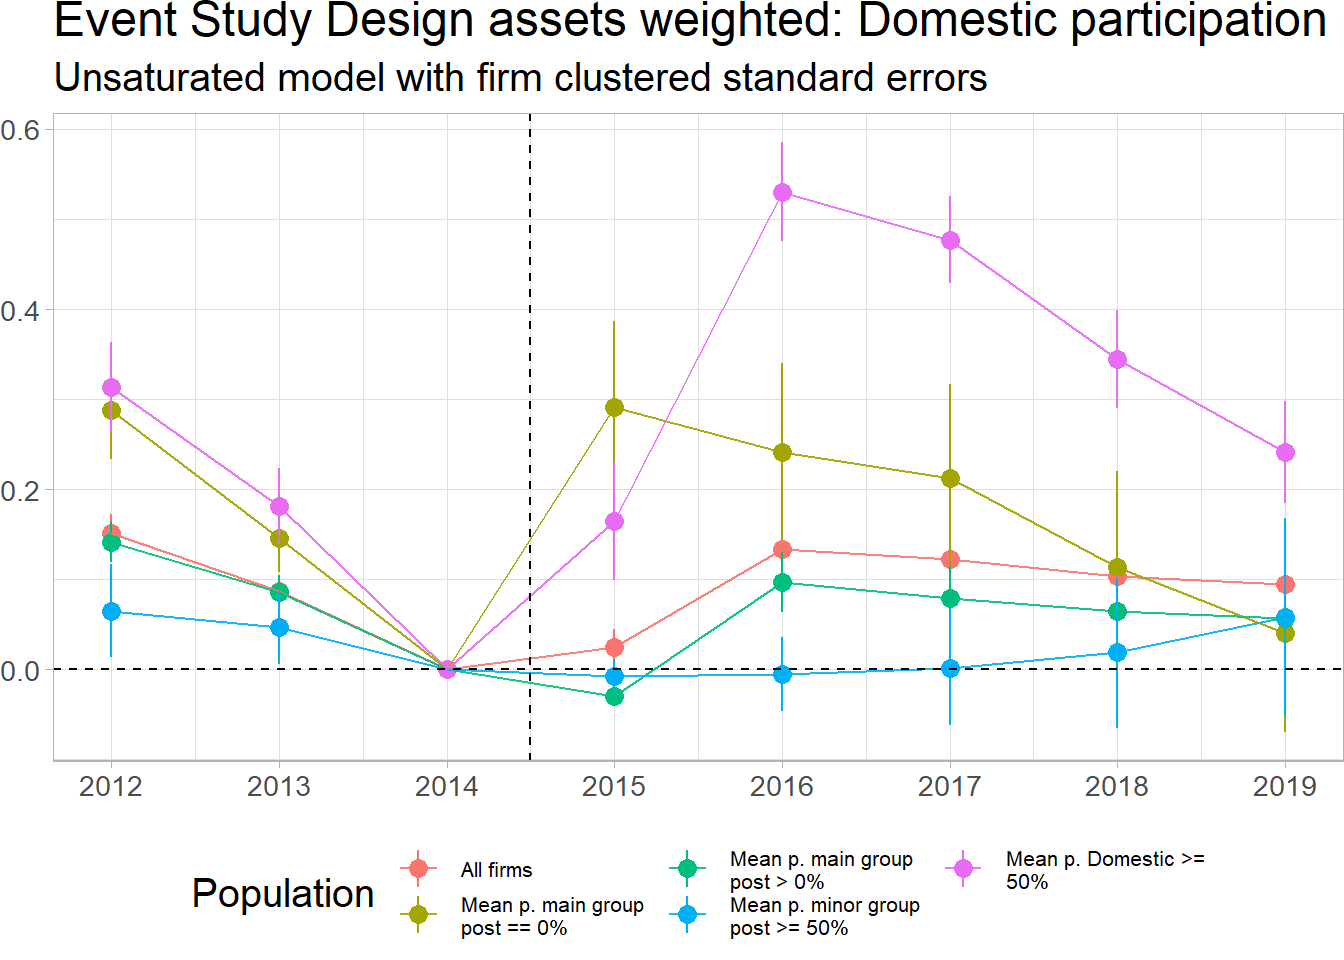 Event Study Design assets weighted: Domestic participation
Unsaturated model with firm clustered standard errors
0.6
0.4
0.2
0.0
2012 2013 2014 2015 2016 2017 2018 2019
Population
All firms
Mean p. main group
post == 0%
Mean p. main group
post > 0%
Mean p. minor group
post >= 50%
Mean p. Domestic >=
50%